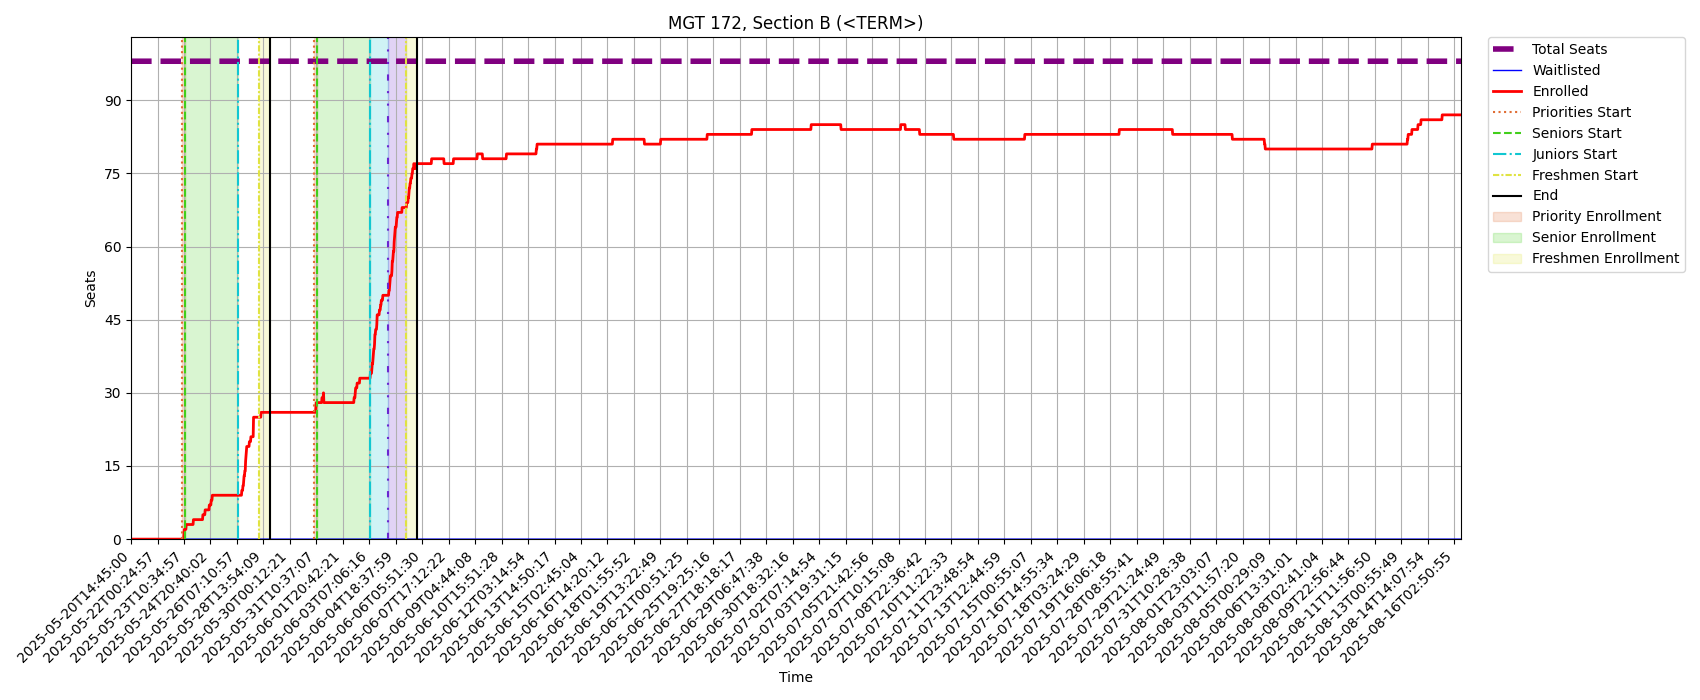 MGT 172, Section B (<TERM>)
Total Seats
Waitlisted
Enrolled
Priorities Start
Seniors Start
Juniors Start
Freshmen Start
End
Priority Enrollment
Senior Enrollment
Freshmen Enrollment
Seats
90
75
60
45
30
15
0
2025-05-20T14:45:00
2025-05-22T00:24:57
2025-05-23T10:34:57
2025-05-24T20:40:02
2025-05-26T07:10:57
2025-05-28T13:54:09
2025-05-30T00:12:21
2025-05-31T10:37:07
2025-06-01T20:42:21
2025-06-03T07:06:16
2025-06-04T18:37:59
2025-06-06T05:51:30
2025-06-07T17:12:22
2025-06-09T04:44:08
2025-06-10T15:51:28
2025-06-12T03:14:54
2025-06-13T14:50:17
2025-06-15T02:45:04
2025-06-16T14:20:12
2025-06-18T01:55:52
2025-06-19T13:22:49
2025-06-21T00:51:25
2025-06-25T19:25:16
2025-06-27T18:18:17
2025-06-29T06:47:38
2025-06-30T18:32:16
2025-07-02T07:14:54
2025-07-03T19:31:15
2025-07-05T21:42:56
2025-07-07T10:15:08
2025-07-08T22:36:42
2025-07-10T11:22:33
2025-07-11T23:48:54
2025-07-13T12:44:59
2025-07-15T00:55:07
2025-07-16T14:55:34
2025-07-18T03:24:29
2025-07-19T16:06:18
2025-07-28T08:55:41
2025-07-29T21:24:49
2025-07-31T10:28:38
2025-08-01T23:03:07
2025-08-03T11:57:20
2025-08-05T00:29:09
2025-08-06T13:31:01
2025-08-08T02:41:04
2025-08-09T22:56:44
2025-08-11T11:56:50
2025-08-13T00:55:49
2025-08-14T14:07:54
2025-08-16T02:50:55
Time